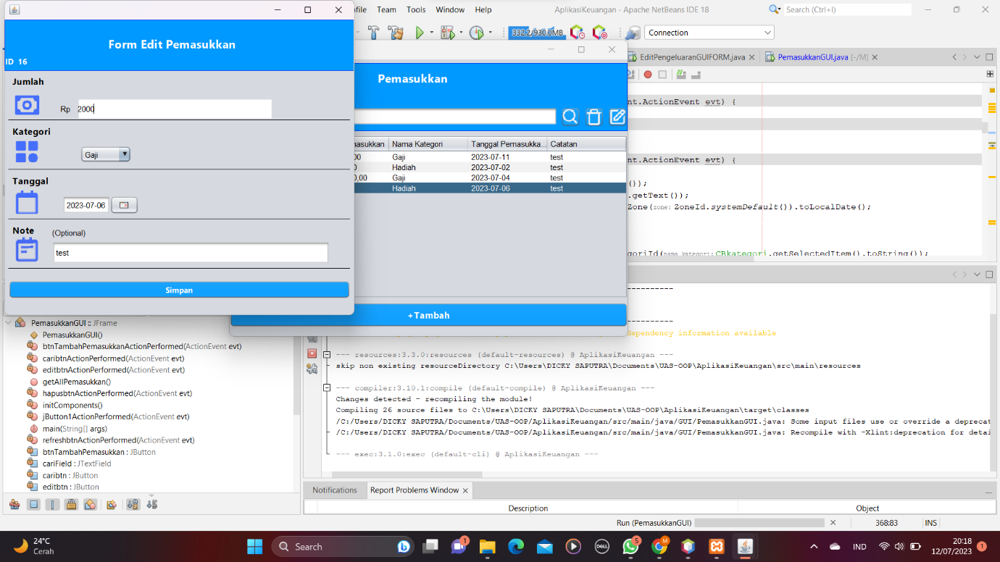 ofile Team Tools Window Help AplikasiKeuangan - Apache NetBeans IDE 18 Search (Ctrl+I)
332.2/930.0MB Connection
Form Edit Pemasukkan
ID 16
Jumlah
Rp 2000
Kategori
Gaji
Tanggal
2023-07-06
Note (Optional)
test
Simpan
Pemasukkan
asukkan Nama Kategori Tanggal Pemasukka... Catatan
00 Gaji 2023-07-11 test
0 Hadiah 2023-07-02 test
0,00 Gaji 2023-07-04 test
Hadiah 2023-07-06 test
+Tambah
EditPengeluaranGUIFORM.java PemasukkanGUI.java [-/M]
nt.ActionEvent evt) {
nt.ActionEvent evt) {
());
.getText());
Zone(zone: ZoneId.systemDefault()).toLocalDate();
goriId(nama_kategori: CBkategori.getSelectedItem().toString());
PemasukkanGUI :: JFrame
PemasukkanGUI()
btnTambahPemasukkanActionPerformed(ActionEvent evt)
caribtnActionPerformed(ActionEvent evt)
editbtnActionPerformed(ActionEvent evt)
getAllPemasukkan()
hapusbtnActionPerformed(ActionEvent evt)
initComponents()
jButton1ActionPerformed(ActionEvent evt)
main(String[] args)
refreshbtnActionPerformed(ActionEvent evt)
btnTambahPemasukkan : JButton
cariField : JTextField
caribtn : JButton
editbtn : JButton
----------
----------
dependency information available
--- resources:3.3.0:resources (default-resources) @ AplikasiKeuangan ---
skip non existing resourceDirectory C:\Users\DICKY SAPUTRA\Documents\UAS-OOP\AplikasiKeuangan\src\main\resources
--- compiler:3.10.1:compile (default-compile) @ AplikasiKeuangan ---
Changes detected - recompiling the module!
Compiling 26 source files to C:\Users\DICKY SAPUTRA\Documents\UAS-OOP\AplikasiKeuangan\target\classes
/C:/Users/DICKY SAPUTRA/Documents/UAS-OOP/AplikasiKeuangan/src/main/java/GUI/PemasukkanGUI.java: Some input files use or override a deprecat
/C:/Users/DICKY SAPUTRA/Documents/UAS-OOP/AplikasiKeuangan/src/main/java/GUI/PemasukkanGUI.java: Recompile with -Xlint:deprecation for detai
--- exec:3.1.0:exec (default-cli) @ AplikasiKeuangan ---
Notifications Report Problems Window
Description Object
Run (PemasukkanGUI) 368:83 INS
24°C
Cerah
Search
1
DELL
5
M
IND
20:18
12/07/2023
1